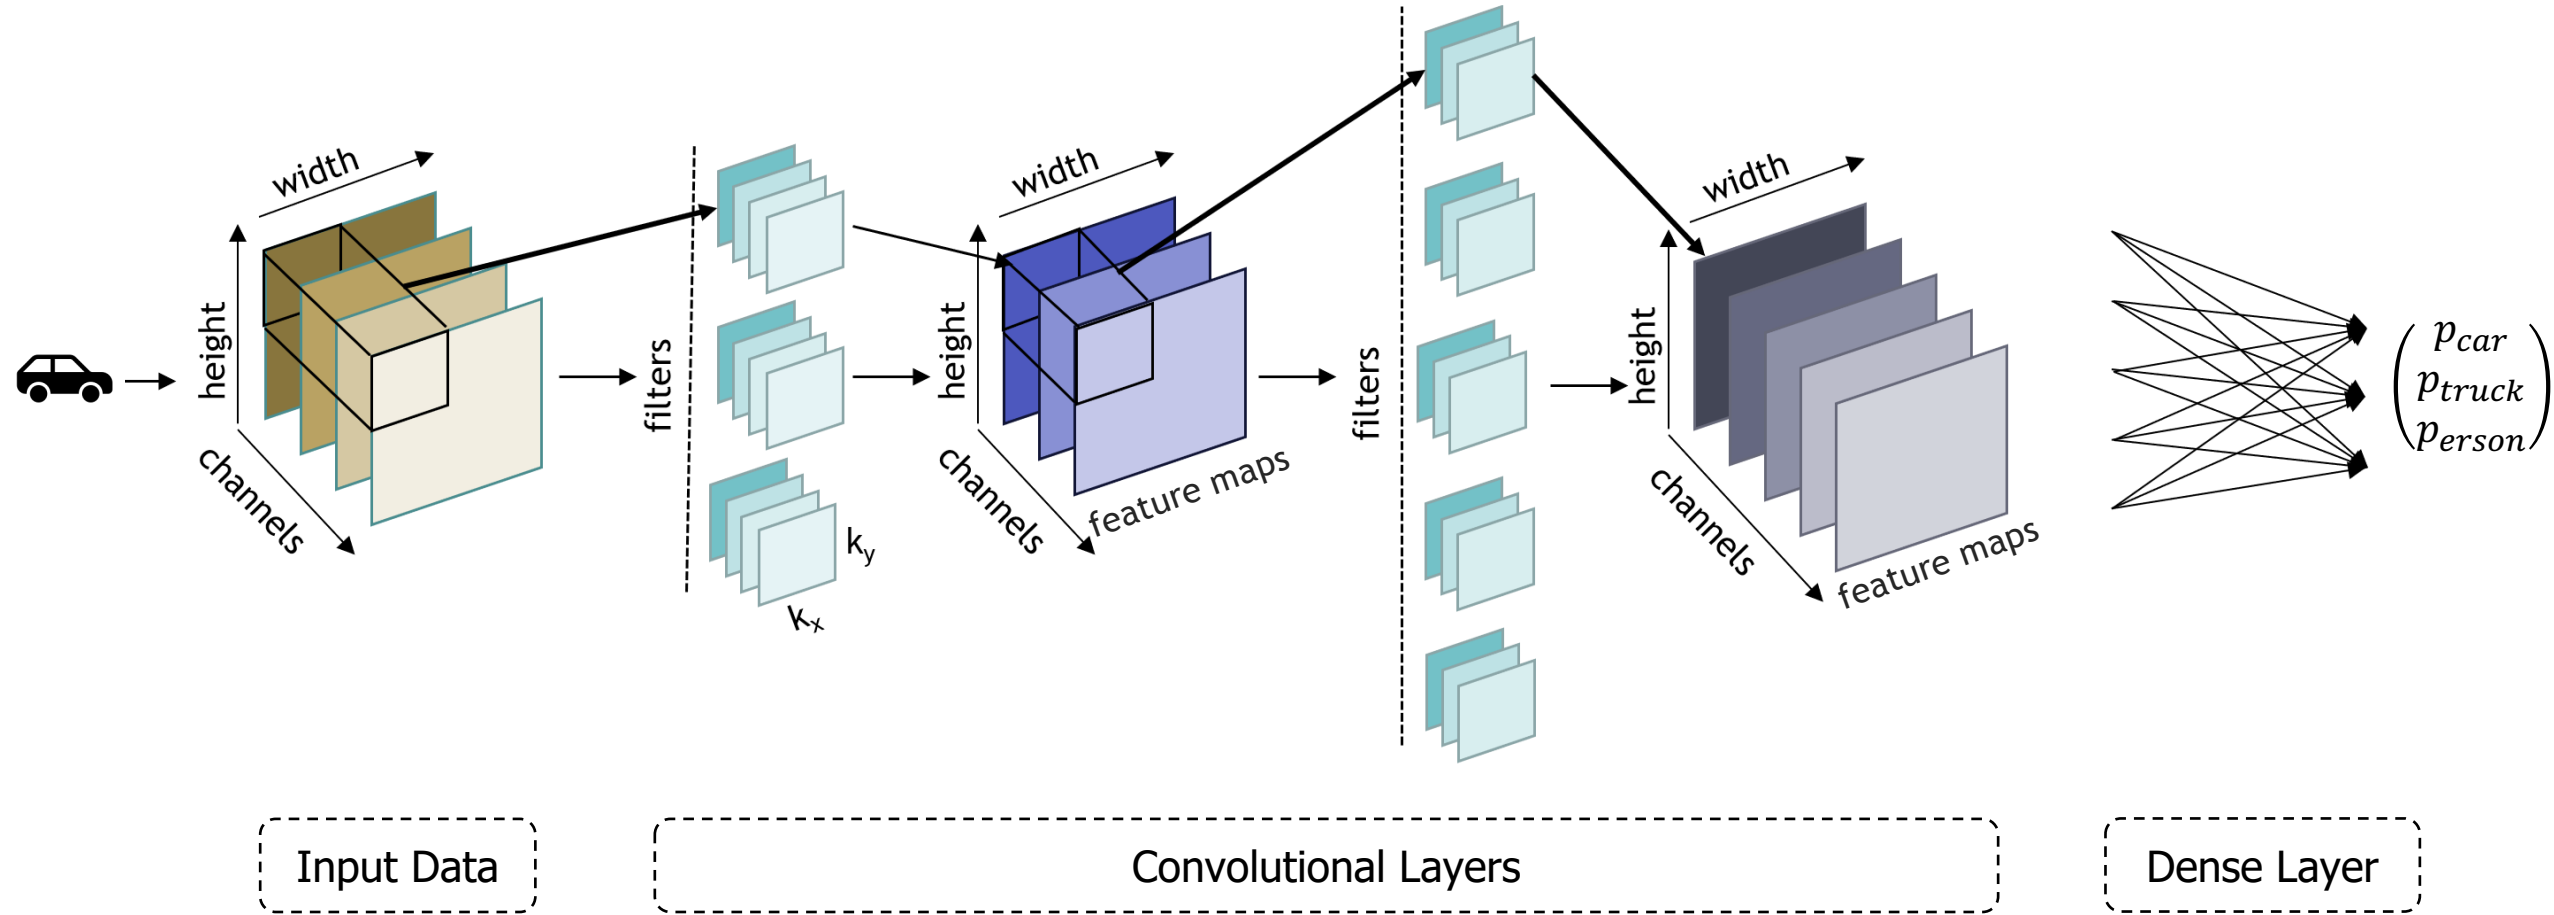 width
height
channels
filters
ky
kx
width
height
channels
feature maps
filters
width
height
channels
feature maps
pcar
ptruck
person
Input Data
Convolutional Layers
Dense Layer